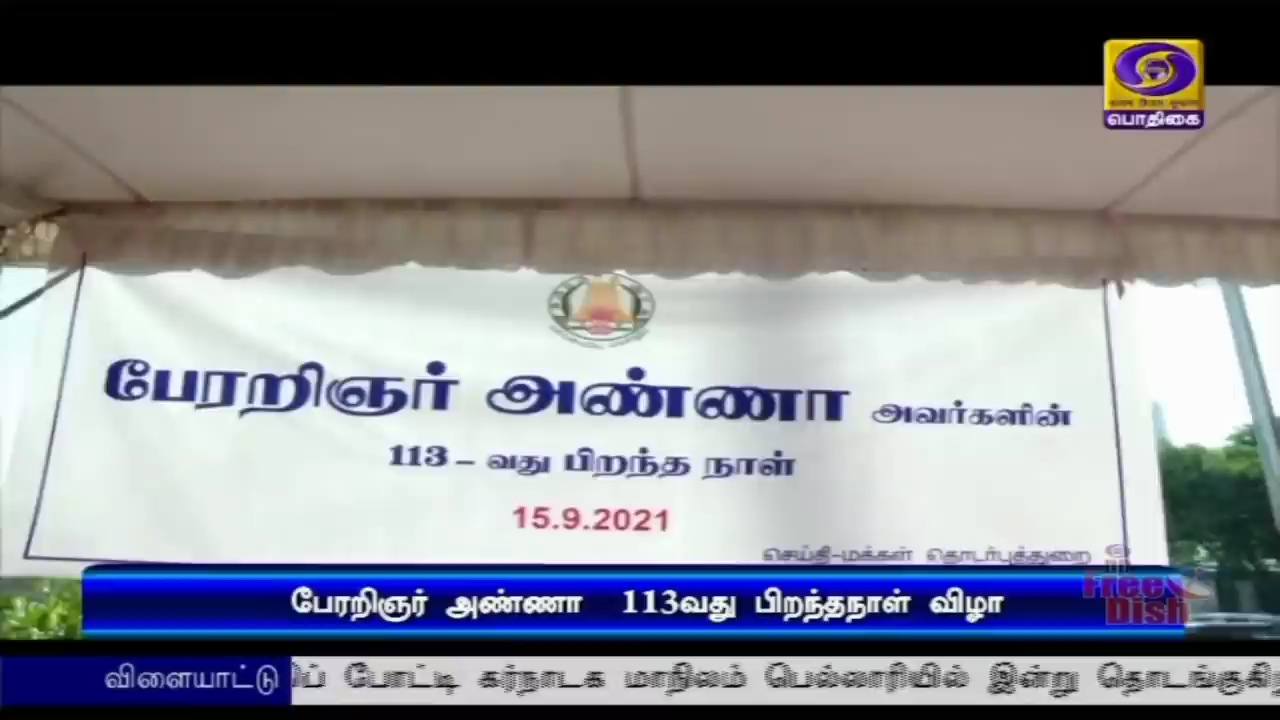 பொதிகை
பேரறிஞர் அண்ணா அவர்களின்
113 - வது பிறந்த நாள்
15.9.2021
செய்தி-மக்கள் தொடர்புத்துறை
பேரறிஞர் அண்ணா 113வது பிறந்தநாள் விழா
Free
Dish
விளையாட்டு போட்டி கர்நாடக மாநிலம் பெல்லாரியில் இன்று